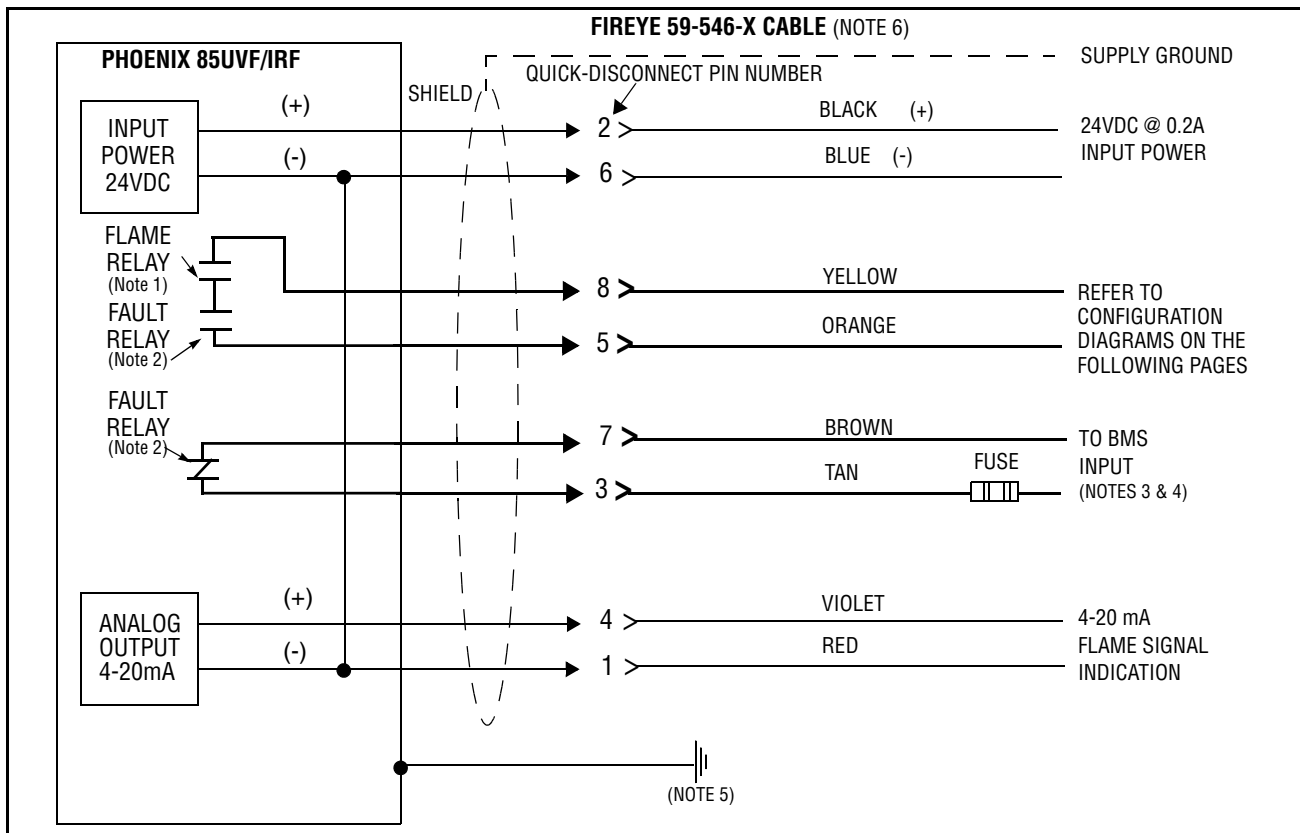 FIREYE 59-546-X CABLE (NOTE 6)
PHOENIX 85UVF/IRF
SUPPLY GROUND
QUICK-DISCONNECT PIN NUMBER
SHIELD
INPUT
POWER
24VDC
(+)
(-)
2
BLACK (+)
6
BLUE (-)
24VDC @ 0.2A
INPUT POWER
FLAME
RELAY
(Note 1)
FAULT
RELAY
(Note 2)
8
YELLOW
5
ORANGE
REFER TO
CONFIGURATION
DIAGRAMS ON THE
FOLLOWING PAGES
FAULT
RELAY
(Note 2)
7
BROWN
3
TAN
FUSE
TO BMS
INPUT
(NOTES 3 & 4)
ANALOG
OUTPUT
4-20mA
(+)
(-)
4
VIOLET
1
RED
4-20 mA
FLAME SIGNAL
INDICATION
(NOTE 5)